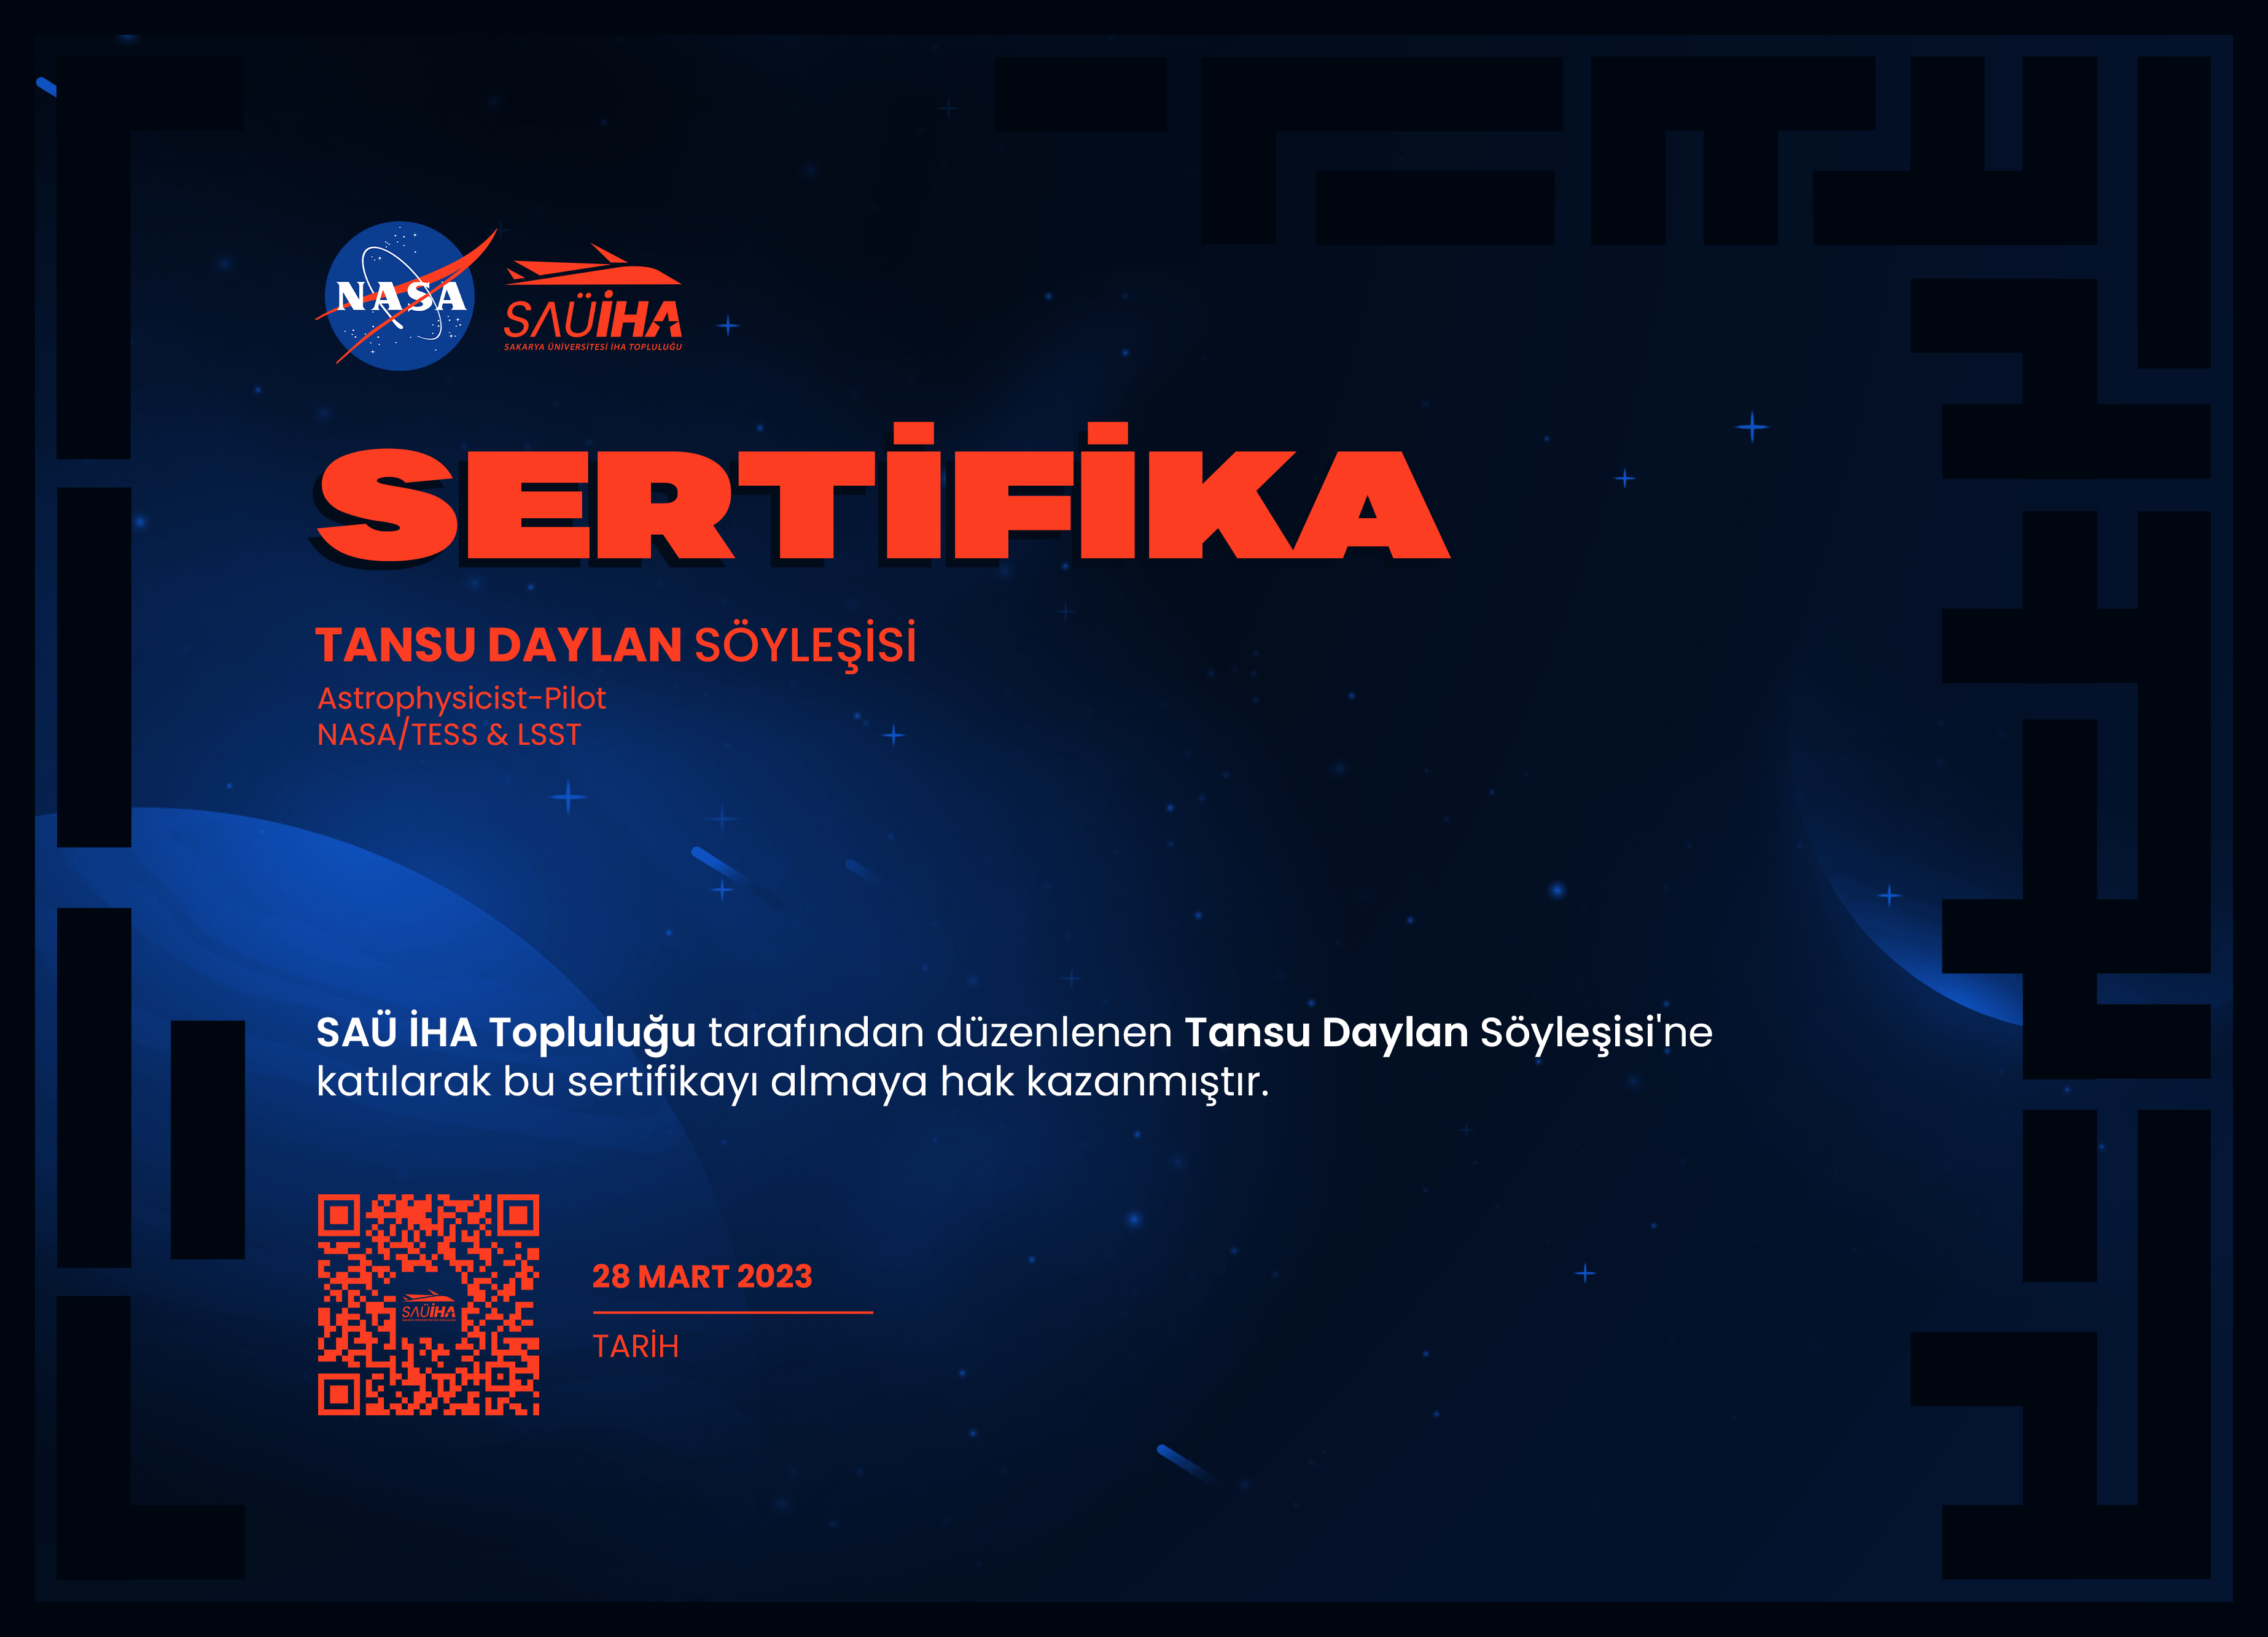 NASA
SAÜİHA
SAKARYA ÜNİVERSİTESİ İHA TOPLULUĞU
SERTİFİKA
TANSU DAYLAN SÖYLEŞİSİ
Astrophysicist-Pilot
NASA/TESS & LSST
SAÜ İHA Topluluğu tarafından düzenlenen Tansu Daylan Söyleşisi'ne
katılarak bu sertifikayı almaya hak kazanmıştır.
SAÜİHA
28 MART 2023
TARİH